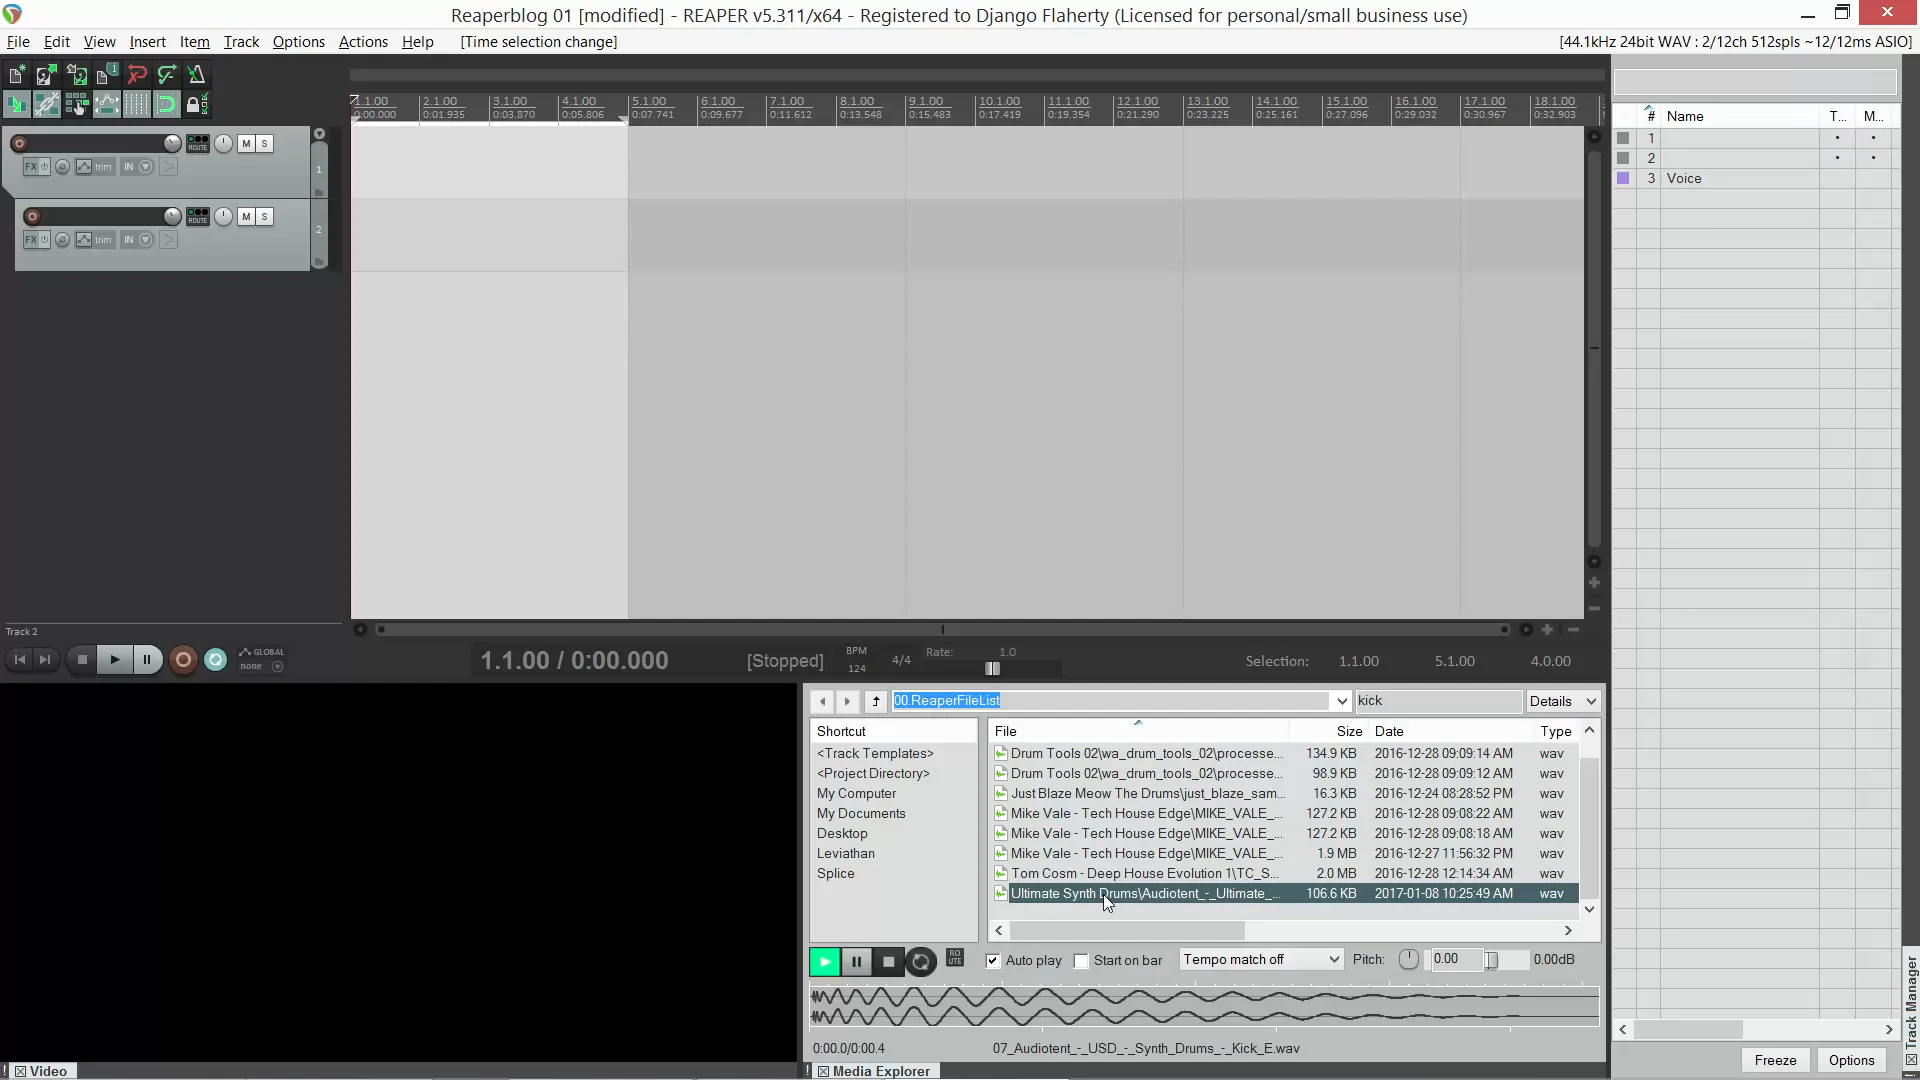 Reaperblog 01 [modified] - REAPER v5.311/x64 - Registered to Django Flaherty (Licensed for personal/small business use)
File Edit View Insert Item Track Options Actions Help [Time selection change]
[44.1kHz 24bit WAV : 2/12ch 512spls ~12/12ms ASIO]
1.1.00 2.1.00 3.1.00 4.1.00 5.1.00 6.1.00 7.1.00 8.1.00 9.1.00 10.1.00 11.1.00 12.1.00 13.1.00 14.1.00 15.1.00 16.1.00 17.1.00 18.1.00
0:00.000 0:01.935 0:03.870 0:05.806 0:07.741 0:09.677 0:11.612 0:13.548 0:15.483 0:17.419 0:19.354 0:21.290 0:23.225 0:25.161 0:27.096 0:29.032 0:30.967 0:32.903
# Name T... M...
1
2
3 Voice
ROUTE M S
FX trim IN
1
ROUTE M S
FX trim IN
2
Track 2
GLOBAL
none
1.1.00 / 0:00.000 [Stopped]
BPM
124
4/4
Rate: 1.0
Selection: 1.1.00 5.1.00 4.0.00
00.ReaperFileList kick Details
Shortcut
<Track Templates>
<Project Directory>
My Computer
My Documents
Desktop
Leviathan
Splice
File Size Date Type
Drum Tools 02\wa_drum_tools_02\processe... 134.9 KB 2016-12-28 09:09:14 AM wav
Drum Tools 02\wa_drum_tools_02\processe... 98.9 KB 2016-12-28 09:09:12 AM wav
Just Blaze Meow The Drums\just_blaze_sam... 16.3 KB 2016-12-24 08:28:52 PM wav
Mike Vale - Tech House Edge\MIKE_VALE_... 127.2 KB 2016-12-28 09:08:22 AM wav
Mike Vale - Tech House Edge\MIKE_VALE_... 127.2 KB 2016-12-28 09:08:18 AM wav
Mike Vale - Tech House Edge\MIKE_VALE_... 1.9 MB 2016-12-27 11:56:32 PM wav
Tom Cosm - Deep House Evolution 1\TC_S... 2.0 MB 2016-12-28 12:14:34 AM wav
Ultimate Synth Drums\Audiotent_-_Ultimate_... 106.6 KB 2017-01-08 10:25:49 AM wav
ROUTE
Auto play Start on bar Tempo match off Pitch: 0.00 0.00dB
0:00.0/0:00.4 07_Audiotent_-_USD_-_Synth_Drums_-_Kick_E.wav
Track Manager
Freeze Options
! Video
! Media Explorer